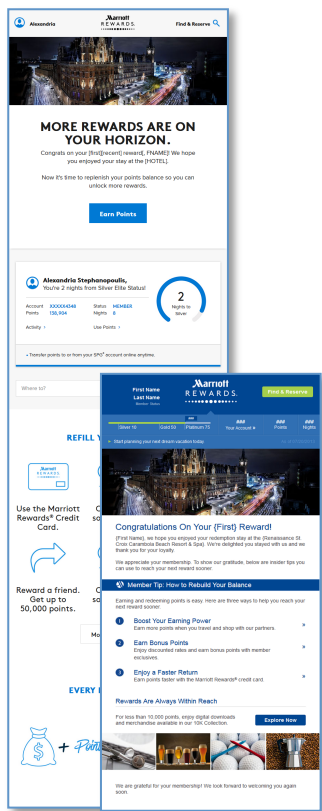 Alexandria
Marriott
REWARDS.
Find & Reserve
MORE REWARDS ARE ON
YOUR HORIZON.
Congrats on your [first][recent] reward[, FNAME]! We hope
you enjoyed your stay at the [HOTEL].
Now it's time to replenish your points balance so you can
unlock more rewards.
Earn Points
Alexandria Stephanopoulis,
You're 2 nights from Silver Elite Status!
Account XXXXX4348 Status MEMBER
Points 138,934 Nights 8
Activity › Use Points ›
2
Nights to
Silver
• Transfer points to or from your SPG® account online anytime.
Where to?
REFILL
Marriott
REWARDS.
Use the Marriott
Rewards® Credit
Card.
Reward a friend.
Get up to
50,000 points.
EVERY
$ +
First Name
Last Name
Member Status
Marriott
REWARDS.
Find & Reserve
###
|Silver 10 |Gold 50 |Platinum 75
###
Your Account #
###
Points
###
Nights
Start planning your next dream vacation today.
Congratulations On Your {First} Reward!
{First name}, we hope you enjoyed your redemption stay at the {Renaissance St.
Croix Carambola Beach Resort & Spa}. We're delighted you stayed with us and we
thank you for your loyalty.
We appreciate your membership. To show our gratitude, below are insider tips you
can use to reach your next reward sooner.
Member Tip: How to Rebuild Your Balance
Earning and redeeming points is easy. Here are three ways to help you reach your
next reward sooner.
1 Boost Your Earning Power »
Earn more points when you travel and shop with our partners.
2 Earn Bonus Points »
Enjoy discounted rates and earn bonus points with member
exclusives.
3 Enjoy a Faster Return »
Earn points faster with the Marriott Rewards® credit card.
Rewards Are Always Within Reach
For less than 10,000 points, enjoy digital downloads
and merchandise available in our 10K Collection.
Explore Now
We are grateful for your membership! We look forward to welcoming you again
soon.